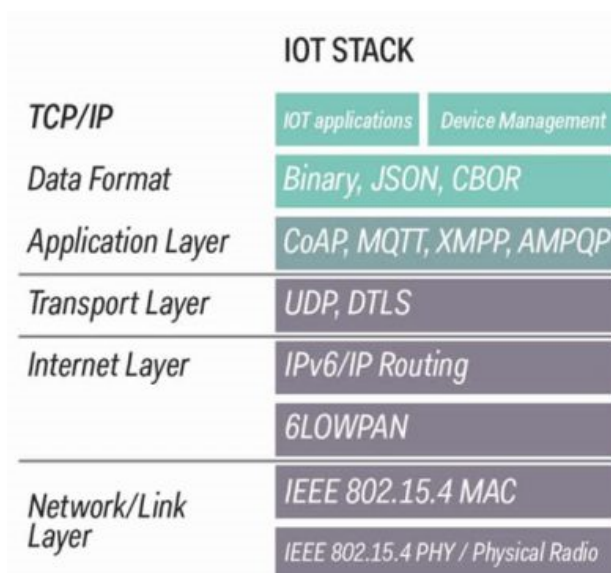 IOT STACK
TCP/IP IOT applications Device Management
Data Format Binary, JSON, CBOR
Application Layer CoAP, MQTT, XMPP, AMPQP
Transport Layer UDP, DTLS
Internet Layer IPv6/IP Routing
6LOWPAN
Network/Link
Layer
IEEE 802.15.4 MAC
IEEE 802.15.4 PHY / Physical Radio